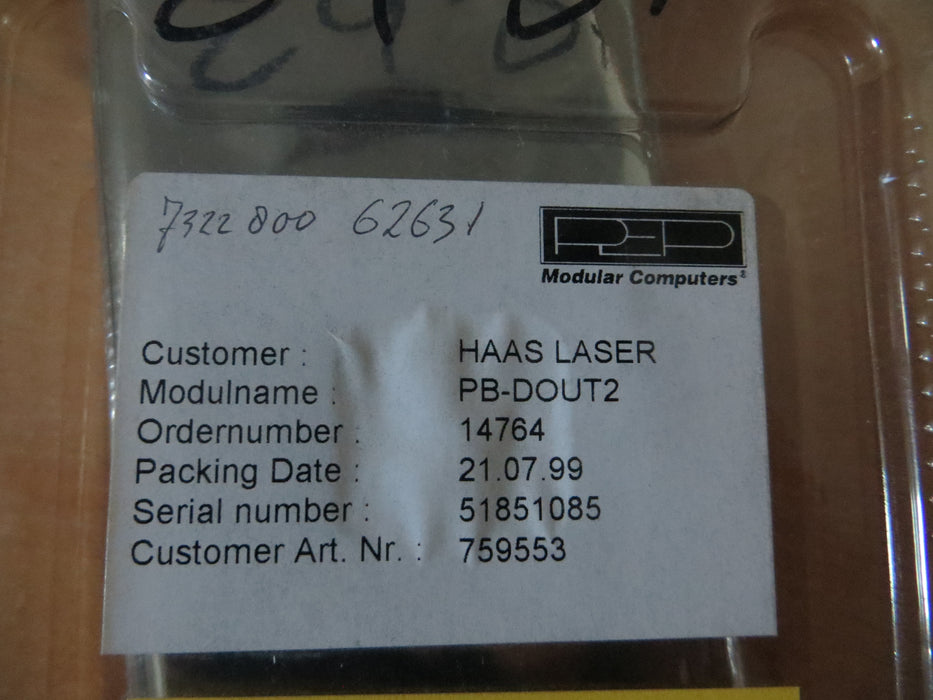 7322 800 62631
PEP
Modular Computers®
Customer : HAAS LASER
Modulname : PB-DOUT2
Ordernumber : 14764
Packing Date : 21.07.99
Serial number : 51851085
Customer Art. Nr. : 759553